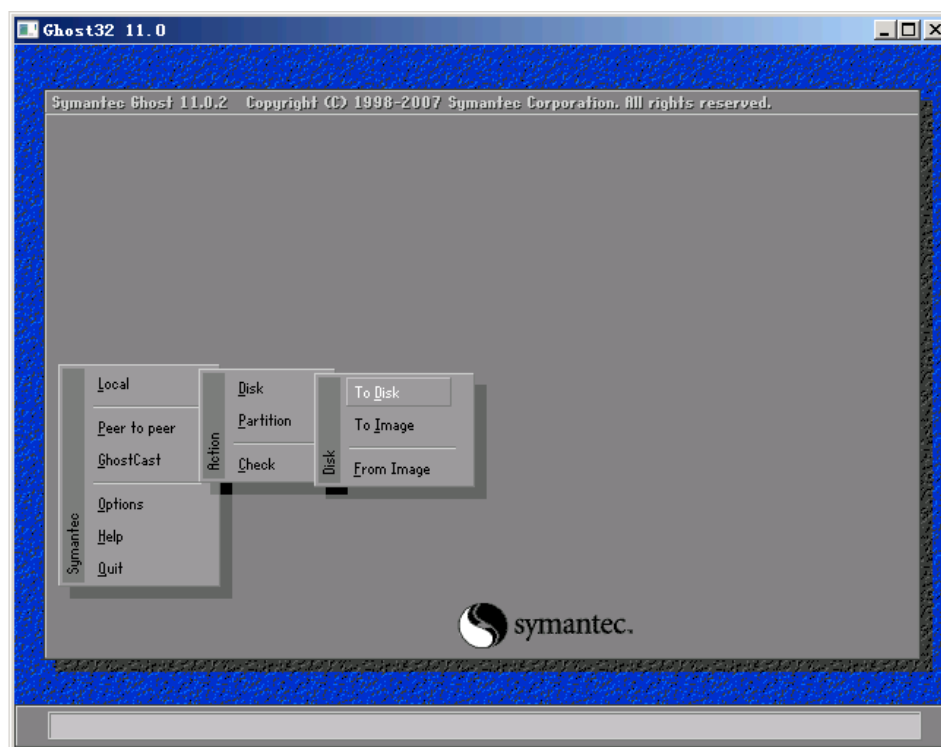 Ghost32 11.0
Symantec Ghost 11.0.2 Copyright (C) 1998-2007 Symantec Corporation. All rights reserved.
Local
Peer to peer
GhostCast
Options
Help
Quit
Symantec
Disk
Partition
Check
Action
To Disk
To Image
From Image
Disk
symantec.